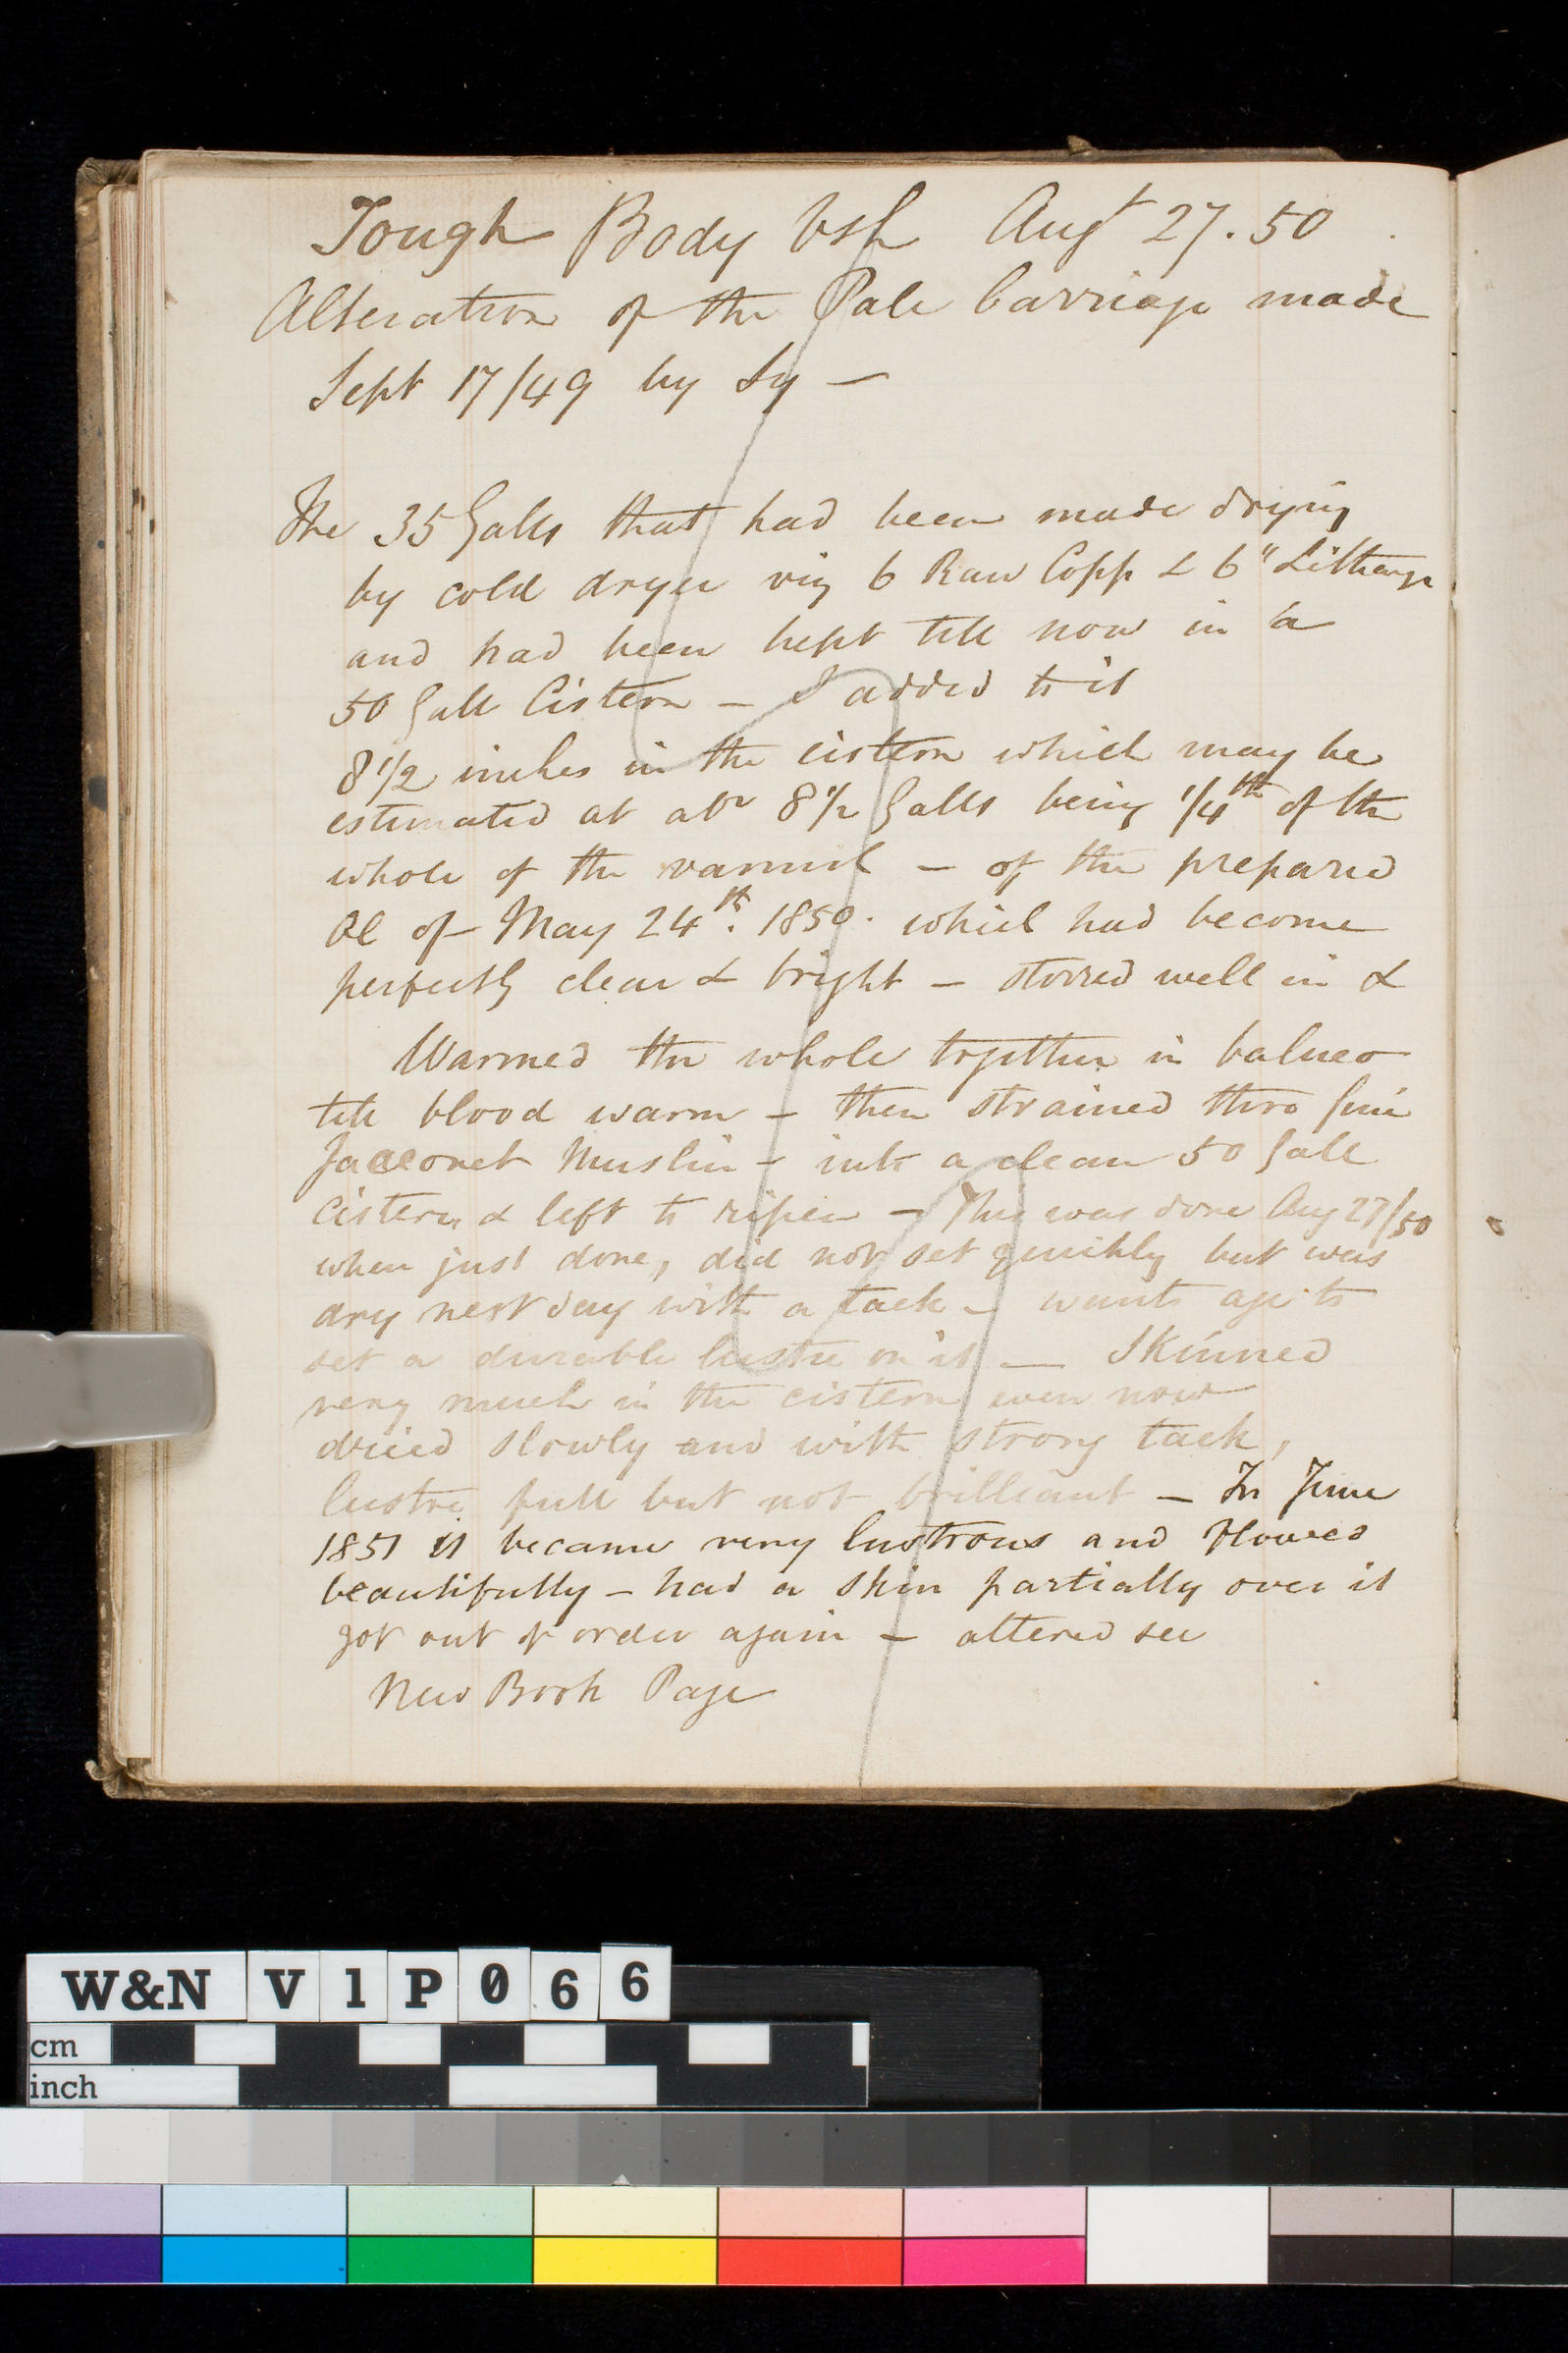 Tough Body Vsh Augt 27. 50
Alteration of the Pale Carriage made
Sept 17/49 by
The 35 Galls that had been made drying
by cold dryer viz 6 Raw Copp & 6 " Litharge
and had been kept till now in a
50 Gall Cistern — I added to it
8 1/2 inches in the cistern which may be
estimated at abt 8 1/2 Galls being 1/4th of the
whole of the varnish — of the prepared
Oil of May 24th. 1850. which had become
perfectly clear & bright — stirred well in &
Warmed the whole together in balneo
till blood warm — then strained thro fine
Jacconet Muslin — into a clean 50 Gall
Cistern & left to ripen — This was done Aug 27/50
when just done, did not set quickly but was
dry next day with a tack — wants age to
set a durable lustre on it — Skinned
very much in the cistern even now
dried slowly and with strong tack,
lustre full but not brilliant — In June
1851 it became very lustrous and flowed
beautifully — had a skin partially over it
got out of order again — altered see
New Book Page
W&N V1P066
cm
inch